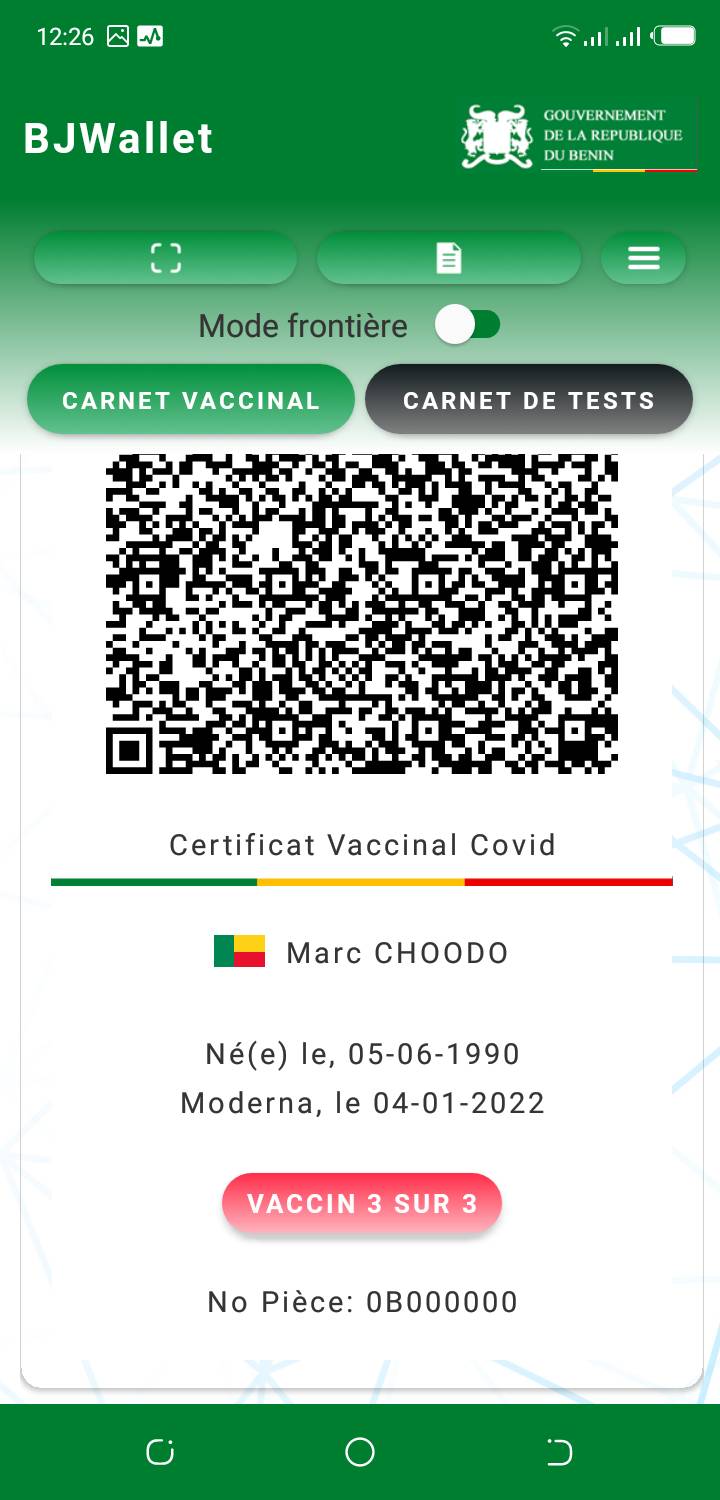 12:26
BJWallet
GOUVERNEMENT
DE LA REPUBLIQUE
DU BENIN
Mode frontière
CARNET VACCINAL
CARNET DE TESTS
Certificat Vaccinal Covid
Marc CHOODO
Né(e) le, 05-06-1990
Moderna, le 04-01-2022
VACCIN 3 SUR 3
No Pièce: 0B000000